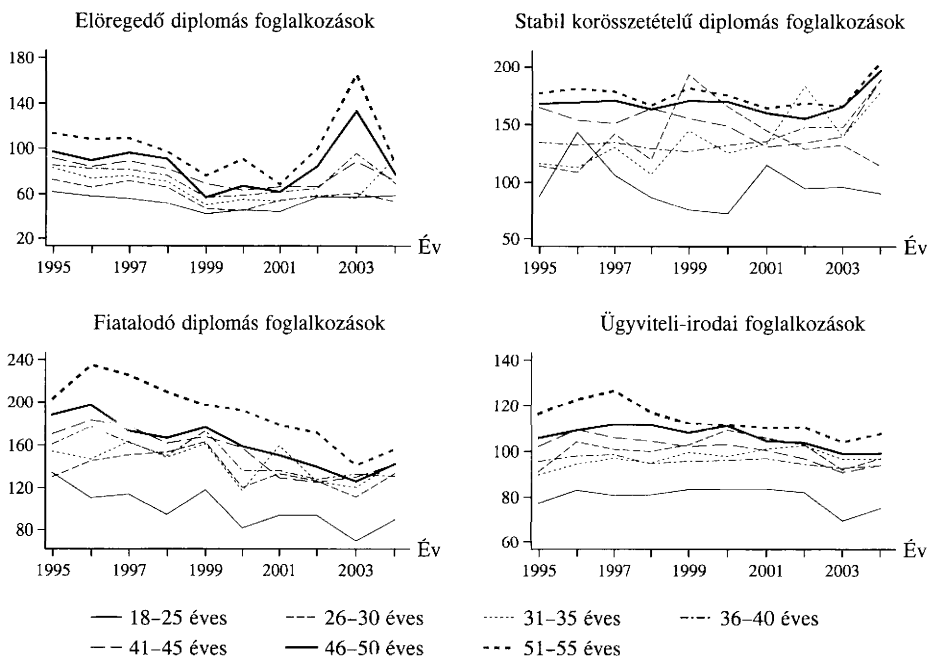 Elöregedő diplomás foglalkozások
180
140
100
60
20
1995 1997 1999 2001 2003
Év
Stabil korösszetételű diplomás foglalkozások
200
150
100
50
1995 1997 1999 2001 2003
Év
Fiatalodó diplomás foglalkozások
240
200
160
120
80
1995 1997 1999 2001 2003
Év
Ügyviteli-irodai foglalkozások
140
120
100
80
60
1995 1997 1999 2001 2003
Év
18–25 éves 26–30 éves 31–35 éves 36–40 éves
41–45 éves 46–50 éves 51–55 éves